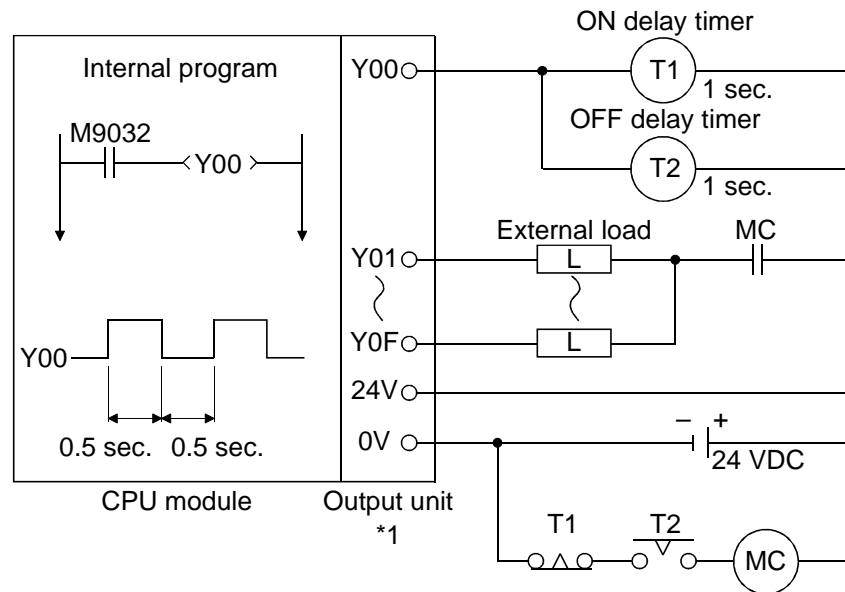 ON delay timer
Internal program
Y00
T1
1 sec.
M9032
OFF delay timer
Y00
T2
1 sec.
External load
MC
Y01
L
Y00
Y0F
L
24V
0.5 sec.
0.5 sec.
0V
– +
24 VDC
CPU module
Output unit
*1
T1
T2
MC